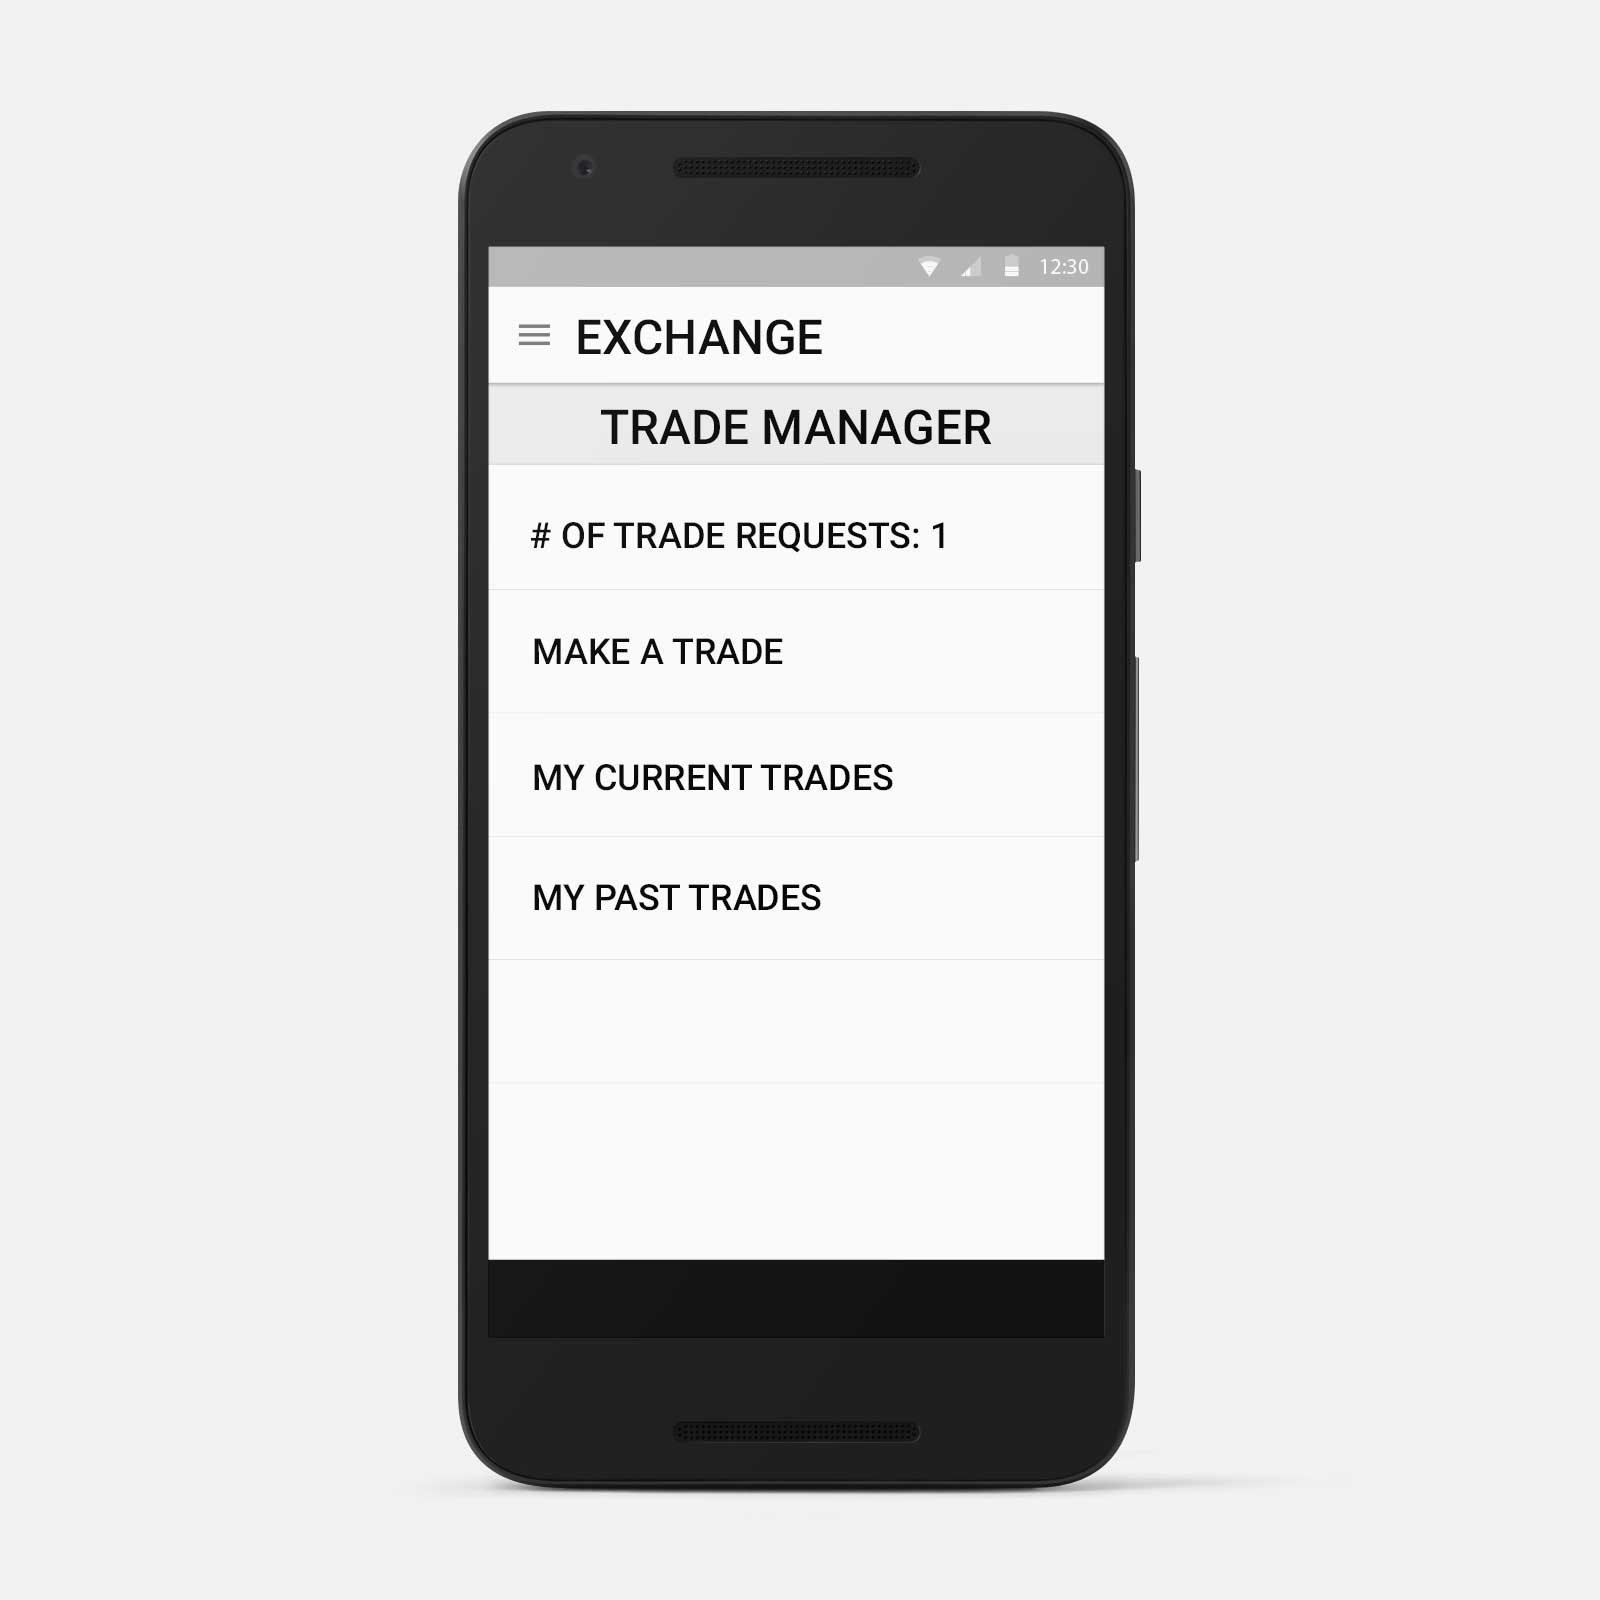 12:30
EXCHANGE
TRADE MANAGER
# OF TRADE REQUESTS: 1
MAKE A TRADE
MY CURRENT TRADES
MY PAST TRADES